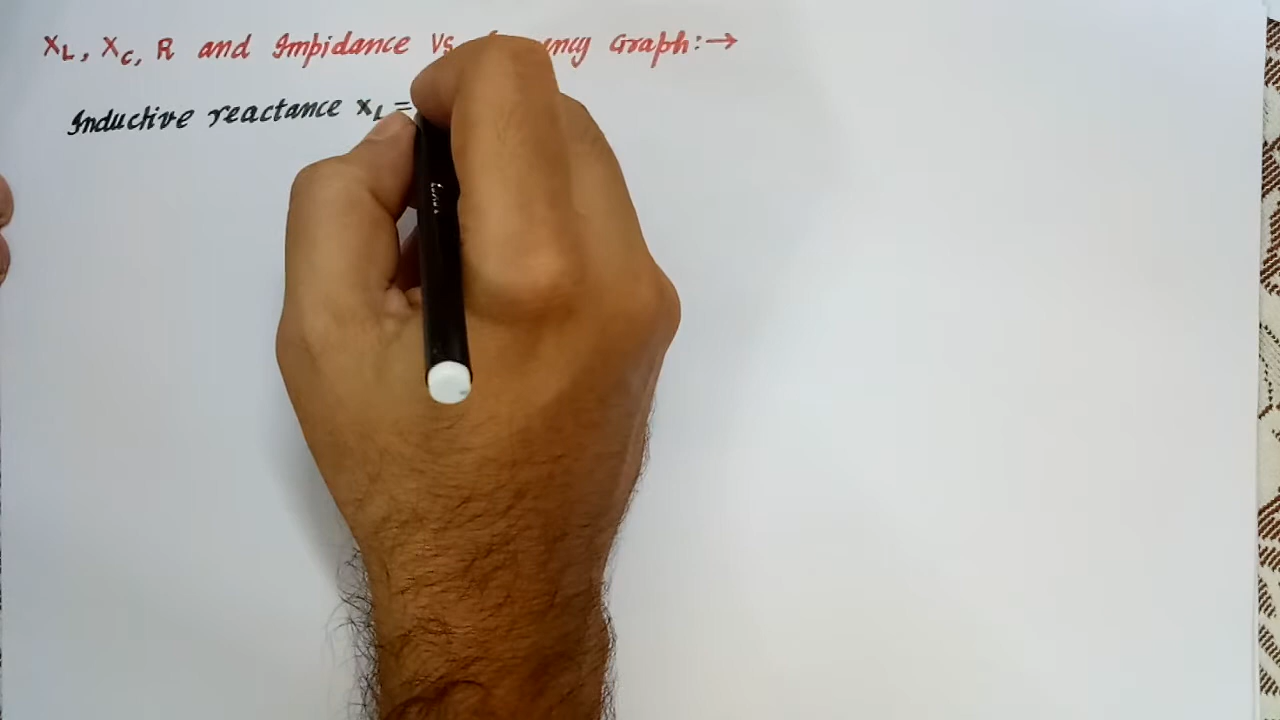 XL, Xc, R and Impidance Vs Graph:→
Inductive reactance XL =